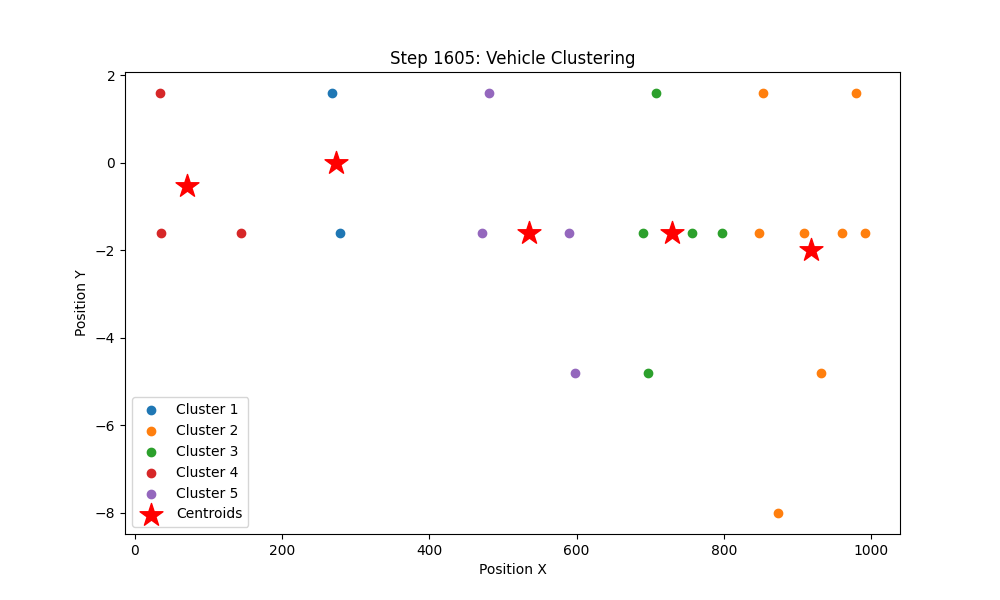 Step 1605: Vehicle Clustering
Position Y
2
0
−2
−4
−6
−8
Cluster 1
Cluster 2
Cluster 3
Cluster 4
Cluster 5
Centroids
0 200 400 600 800 1000
Position X